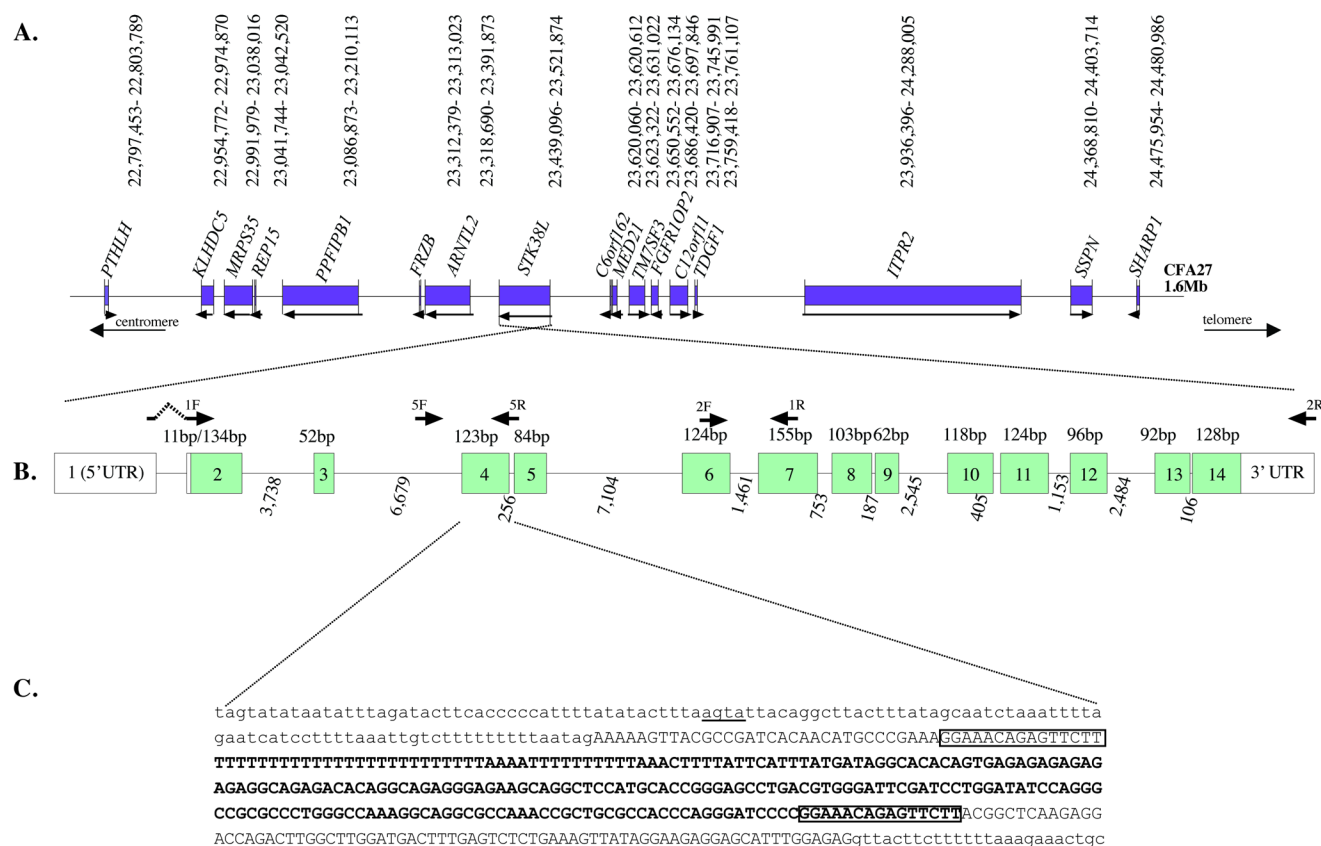 A.
22,797,453- 22,803,789
22,954,772- 22,974,870
22,991,979- 23,038,016
23,041,744- 23,042,520
23,086,873- 23,210,113
23,312,379- 23,313,023
23,318,690- 23,391,873
23,439,096- 23,521,874
23,620,060- 23,620,612
23,623,322- 23,631,022
23,650,552- 23,676,134
23,686,420- 23,697,846
23,716,907- 23,745,991
23,759,418- 23,761,107
23,936,396- 24,288,005
24,368,810- 24,403,714
24,475,954- 24,480,986
PTHLH
KLHDC5
MRPS35
REP15
PPFIPB1
FRZB
ARNTL2
STK38L
C6orf162
MED21
TM7SF3
FGFR1OP2
C12orf11
TDGF1
ITPR2
SSPN
SHARP1
CFA27
1.6Mb
centromere
telomere
1F
5F
5R
2F
1R
2R
11bp/134bp
52bp
123bp
84bp
124bp
155bp
103bp
62bp
118bp
124bp
96bp
92bp
128bp
B.
1 (5’UTR)
2
3
4
5
6
7
8
9
10
11
12
13
14
3’ UTR
3,738
6,679
256
7,104
1,461
753
187
2,545
405
1,153
2,484
106
C.
tagtatataatatttagatacttcacccccattttatatactttaagtattacaggcttactttatagcaatctaaatttta
gaatcatccttttaaattgtctttttttttaatagAAAAAGTTACGCCGATCACAACATGCCCGAAAGGAAACAGAGTTCTT
TTTTTTTTTTTTTTTTTTTTTTTTTTTAAAATTTTTTTTTTAAACTTTTATTCATTTATGATAGGCACACAGTGAGAGAGAGAG
AGAGGCAGAGACACAGGCAGAGGGAGAAGCAGGCTCCATGCACCGGGAGCCTGACGTGGGATTCGATCCTGGATATCCAGGG
CCGCGCCCTGGGCCAAAGGCAGGCGCCAAACCGCTGCGCCACCCAGGGATCCCCGGAAACAGAGTTCTTACGGCTCAAGAGG
ACCAGACTTGGCTTGGATGACTTTGAGTCTCTGAAAGTTATAGGAAGAGGAGCATTTGGAGAGgttacttcttttttaaagaaactgc